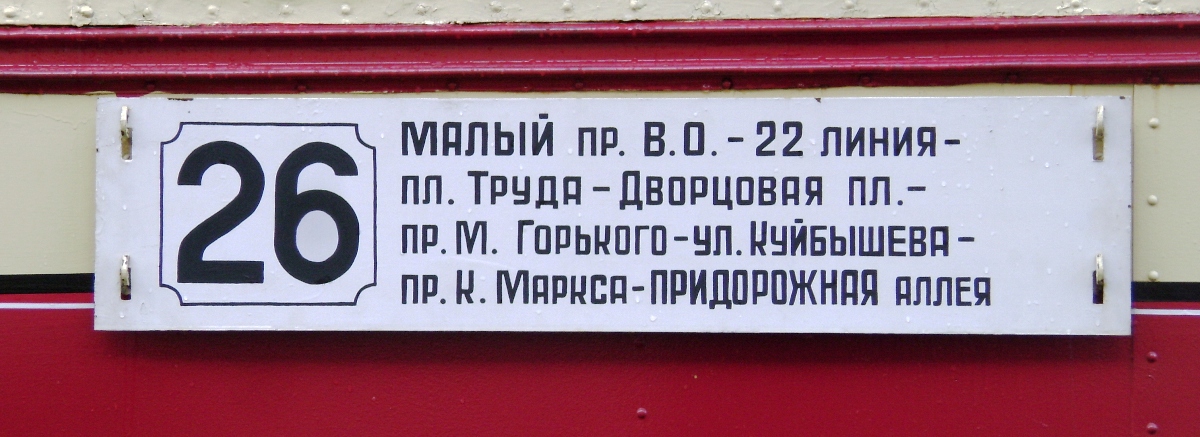 26
МАЛЫЙ ПР. В.О. - 22 ЛИНИЯ -
ПЛ. ТРУДА - ДВОРЦОВАЯ ПЛ. -
ПР. М. ГОРЬКОГО - УЛ. КУЙБЫШЕВА -
ПР. К. МАРКСА - ПРИДОРОЖНАЯ АЛЛЕЯ